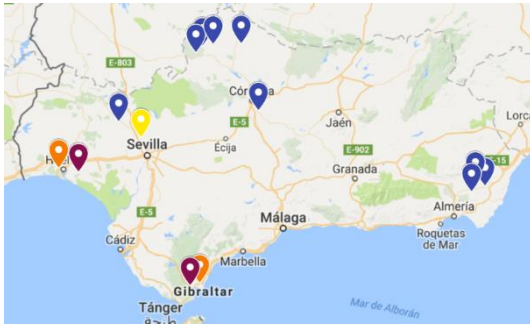 E-803
Córdoba
Jaén
Lorca
E-5
Sevilla
Écija
E-902
Granada
E-15
Almería
Roquetas
de Mar
E-5
Málaga
Cádiz
Marbella
Gibraltar
Tánger
طنجة
Mar de Alborán